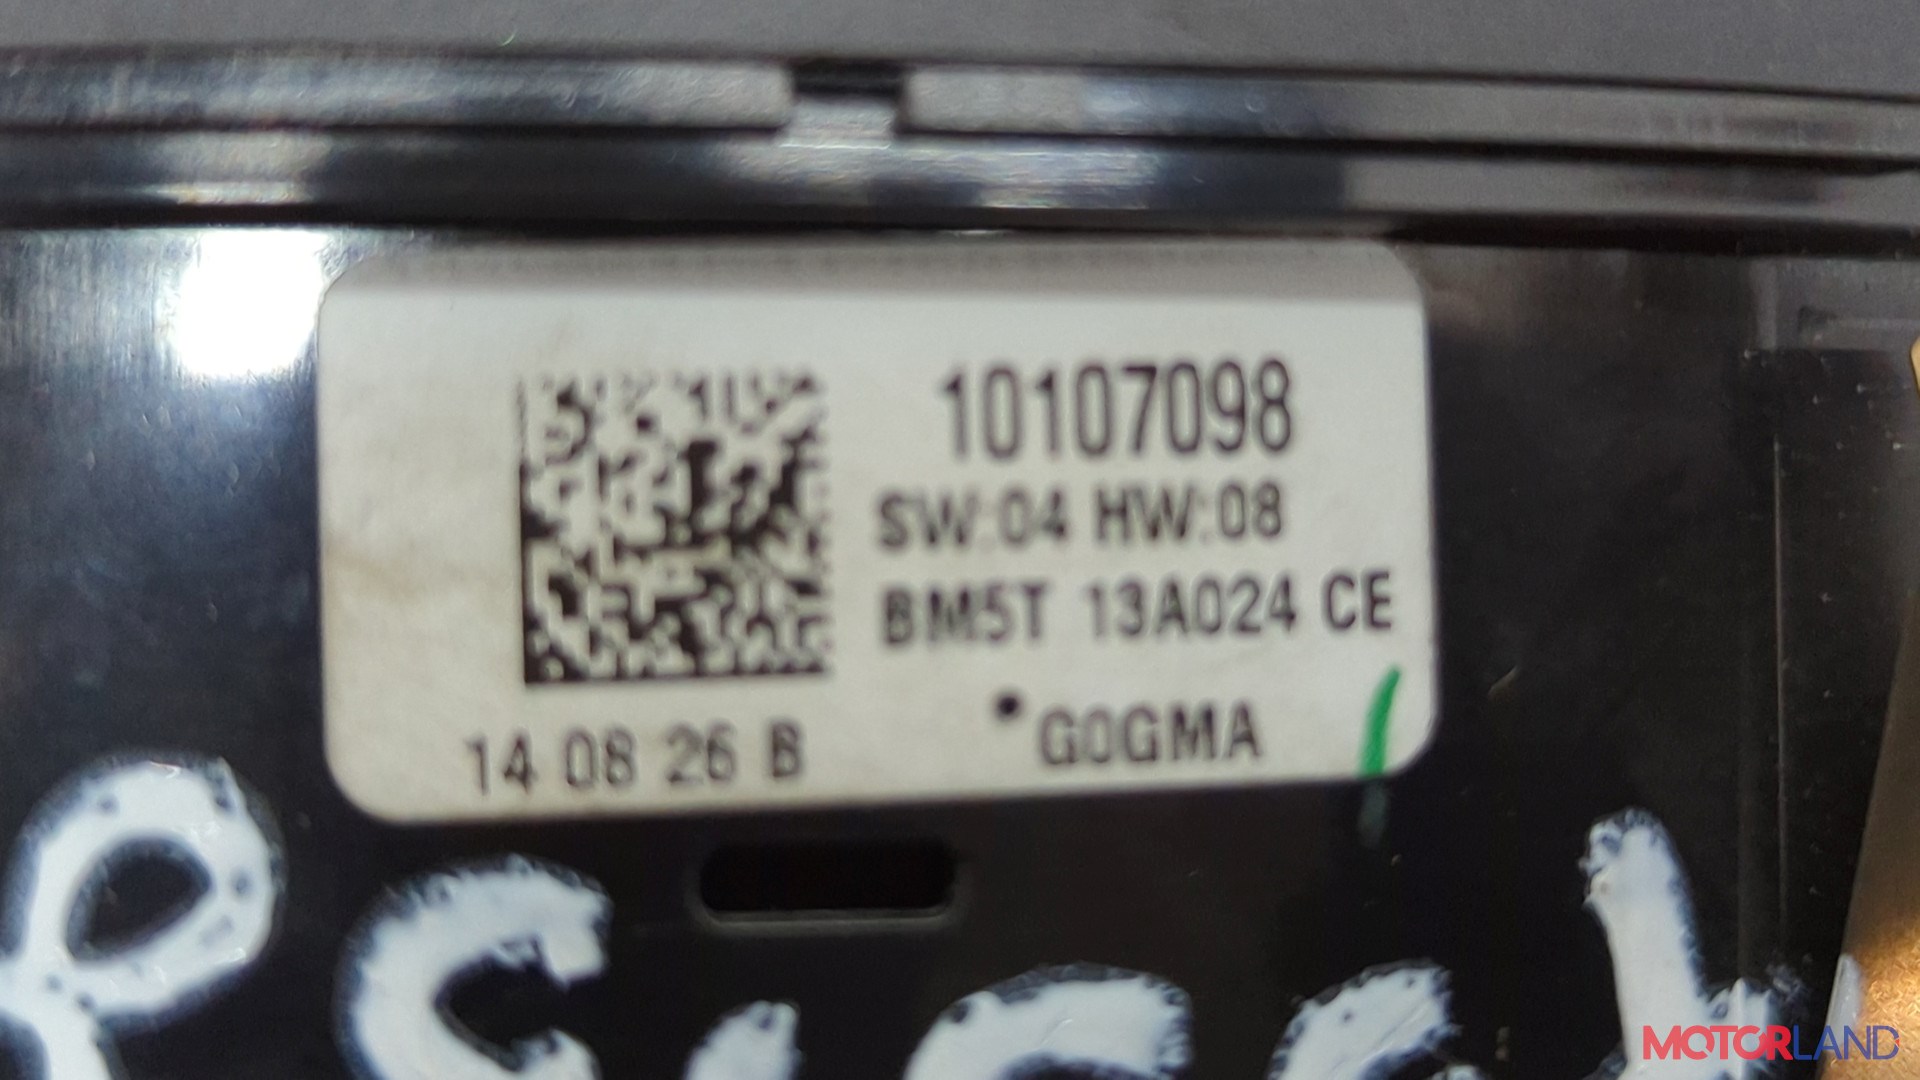 10107098
SW:04 HW:08
BM5T 13A024 CE
14 08 26 B
G0GMA
MOTORLAND